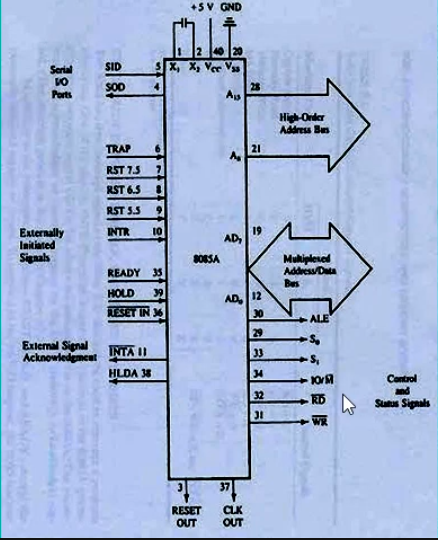 +5 V GND
1 2 40 20
X1 X2 VCC VSS
Serial
I/O
Ports
SID 5
SOD 4
TRAP 6
RST 7.5 7
RST 6.5 8
RST 5.5 9
INTR 10
Externally
Initiated
Signals
READY 35
HOLD 39
RESET IN 36
External Signal
Acknowledgment
INTA 11
HLDA 38
8085A
A15 28
High-Order
Address Bus
A8 21
AD7 19
Multiplexed
Address/Data
Bus
AD0 12
30 ALE
29 S0
33 S1
34 IO/M
32 RD
31 WR
Control
and
Status Signals
3 37
RESET
OUT
CLK
OUT